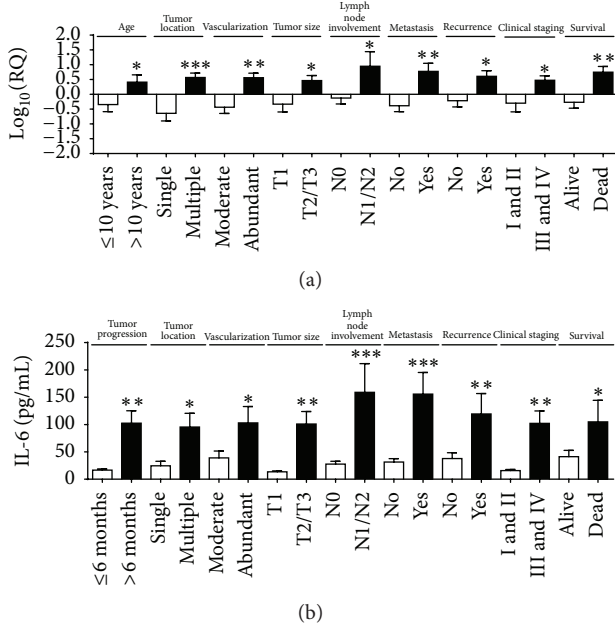 Age
Tumor location
Vascularization
Tumor size
Lymph node involvement
Metastasis
Recurrence
Clinical staging
Survival
Log10(RQ)
2.0
1.5
1.0
0.5
0.0
−0.5
−1.0
−1.5
−2.0
*
***
**
*
*
**
*
*
**
≤10 years
>10 years
Single
Multiple
Moderate
Abundant
T1
T2/T3
N0
N1/N2
No
Yes
No
Yes
I and II
III and IV
Alive
Dead
(a)
Tumor progression
Tumor location
Vascularization
Tumor size
Lymph node involvement
Metastasis
Recurrence
Clinical staging
Survival
IL-6 (pg/mL)
250
200
150
100
50
0
**
*
*
**
***
***
**
**
*
≤6 months
>6 months
Single
Multiple
Moderate
Abundant
T1
T2/T3
N0
N1/N2
No
Yes
No
Yes
I and II
III and IV
Alive
Dead
(b)